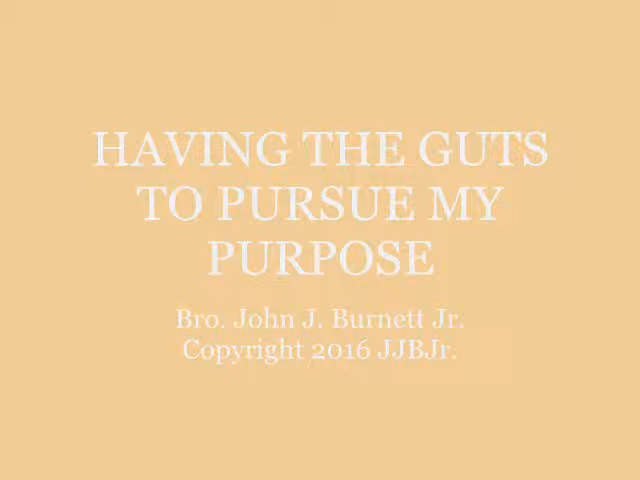 HAVING THE GUTS
TO PURSUE MY
PURPOSE
Bro. John J. Burnett Jr.
Copyright 2016 JJBJr.